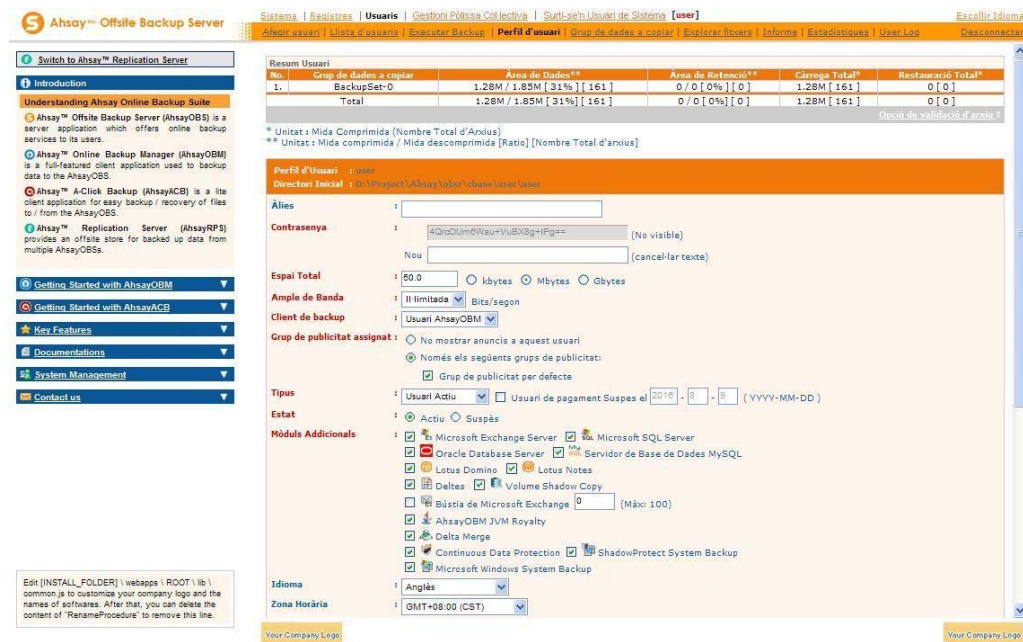 Ahsay™ Offsite Backup Server
Sistema | Registres | Usuaris | Gestioni Pòlissa Col·lectiva | Surti-se'n Usuari de Sistema [user] Escollir Idioma
Afegir usuari | Llista d'usuaris | Executar Backup | Perfil d'usuari | Grup de dades a copiar | Explorar fitxers | Informe | Estadístiques | User Log Desconnectar
Switch to Ahsay™ Replication Server
Introduction
Understanding Ahsay Online Backup Suite
Ahsay™ Offsite Backup Server (AhsayOBS) is a
server application which offers online backup
services to its users.
Ahsay™ Online Backup Manager (AhsayOBM)
is a full-featured client application used to backup
data to the AhsayOBS.
Ahsay™ A-Click Backup (AhsayACB) is a lite
client application for easy backup / recovery of files
to / from the AhsayOBS.
Ahsay™ Replication Server (AhsayRPS)
provides an offsite store for backed up data from
multiple AhsayOBSs.
Getting Started with AhsayOBM
Getting Started with AhsayACB
Key Features
Documentations
System Management
Contact us
Edit [INSTALL_FOLDER] \ webapps \ ROOT \ lib \
common.js to customize your company logo and the
names of softwares. After that, you can delete the
content of "RenameProcedure" to remove this line.
Resum Usuari
No. Grup de dades a copiar Àrea de Dades** Àrea de Retenció** Càrrega Total* Restauració Total*
1. BackupSet-0 1.28M / 1.85M [ 31% ] [ 161 ] 0 / 0 [ 0% ] [ 0 ] 1.28M [ 161 ] 0 [ 0 ]
Total 1.28M / 1.85M [ 31%] [ 161 ] 0 / 0 [ 0%] [ 0 ] 1.28M [ 161 ] 0 [ 0 ]
Opció de validació d'arxiu
* Unitat : Mida Comprimida (Nombre Total d'Arxius)
** Unitat : Mida comprimida / Mida descomprimida [Ratio] [Nombre Total d'arxius]
Perfil d'Usuari : user
Directori Inicial : D:\Project\Ahsay\obsr\cbase\user\user
Àlies :
Contrasenya : (No visible)
Nou (cancel·lar texte)
Espai Total : 50.0 kbytes Mbytes Gbytes
Ample de Banda : Il·limitada Bits/segon
Client de backup : Usuari AhsayOBM
Grup de publicitat assignat : No mostrar anuncis a aquest usuari
Només els següents grups de publicitat:
Grup de publicitat per defecte
Tipus : Usuari Actiu Usuari de pagament Suspes el 2016 - 8 - 9 ( YYYY-MM-DD )
Estat : Actiu Suspès
Mòduls Addicionals : Microsoft Exchange Server Microsoft SQL Server
Oracle Database Server Servidor de Base de Dades MySQL
Lotus Domino Lotus Notes
Deltes Volume Shadow Copy
Bústia de Microsoft Exchange 0 (Màx: 100)
AhsayOBM JVM Royalty
Delta Merge
Continuous Data Protection ShadowProtect System Backup
Microsoft Windows System Backup
Idioma : Anglès
Zona Horària : GMT+08:00 (CST)
Your Company Logo Your Company Logo